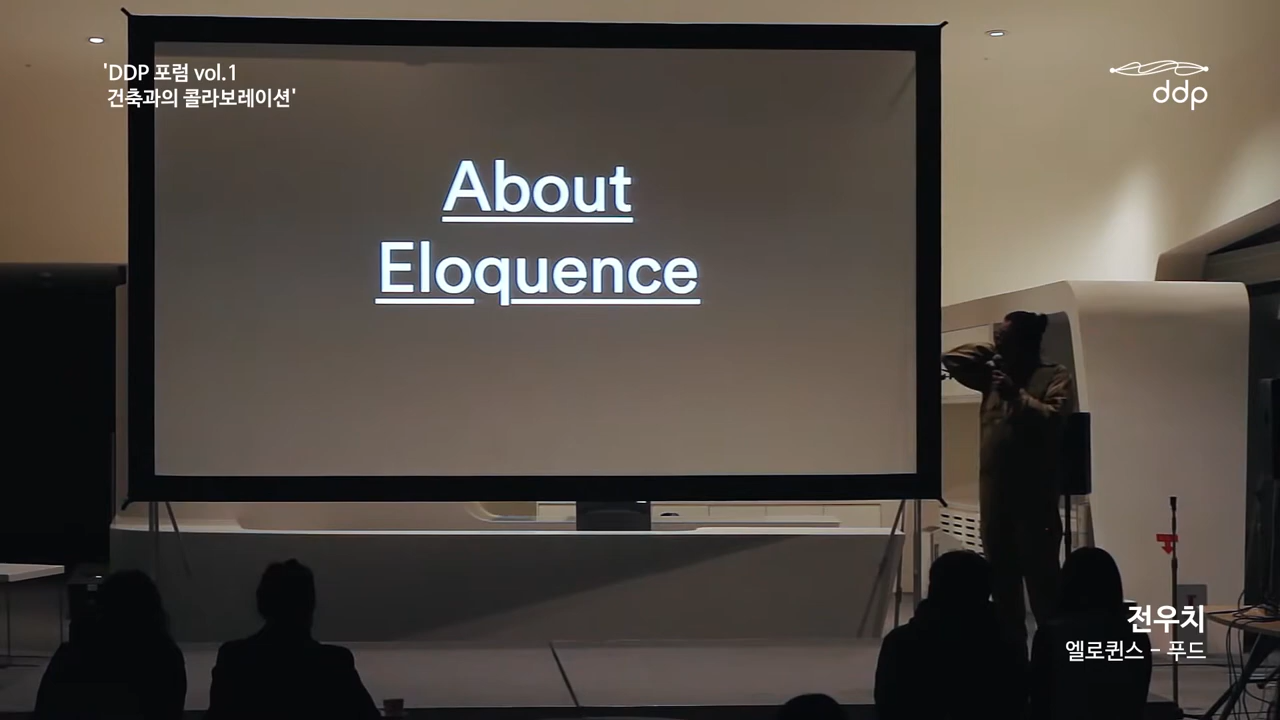 'DDP 포럼 vol.1
건축과의 콜라보레이션'
ddp
About
Eloquence
전우치
엘로퀸스 - 푸드